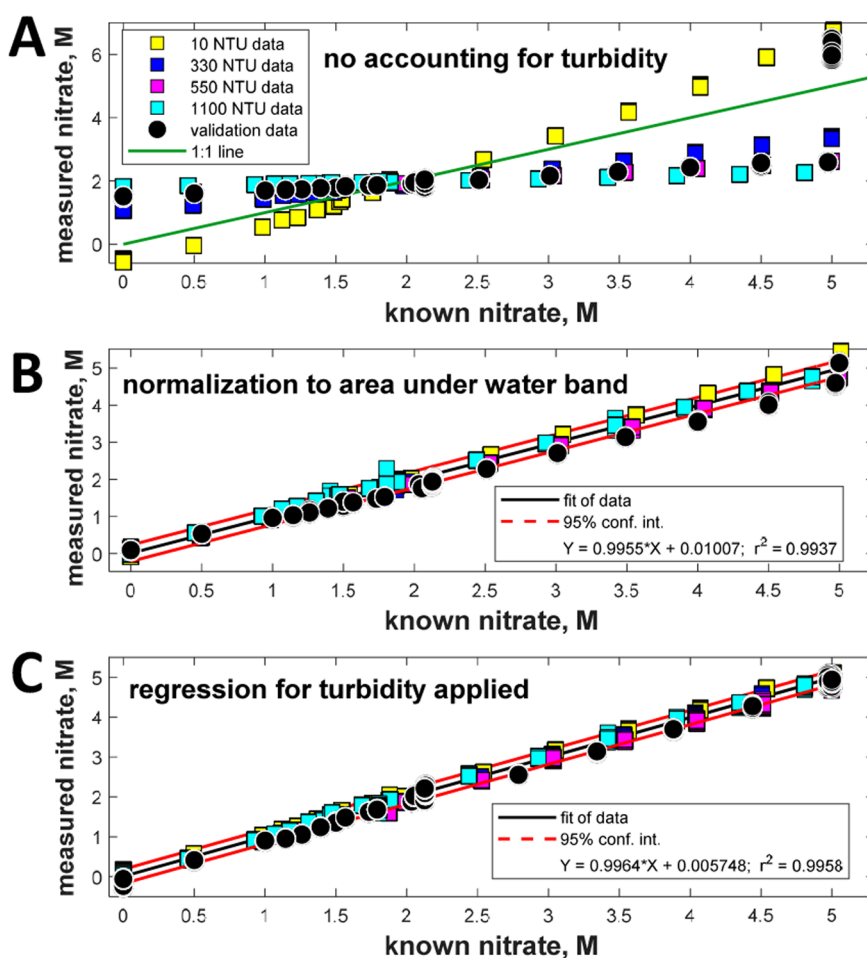 A
no accounting for turbidity
10 NTU data
330 NTU data
550 NTU data
1100 NTU data
validation data
1:1 line
measured nitrate, M
6
4
2
0
0 0.5 1 1.5 2 2.5 3 3.5 4 4.5 5
known nitrate, M
B
normalization to area under water band
measured nitrate, M
5
4
3
2
1
0
fit of data
95% conf. int.
Y = 0.9955*X + 0.01007; r² = 0.9937
0 0.5 1 1.5 2 2.5 3 3.5 4 4.5 5
known nitrate, M
C
regression for turbidity applied
measured nitrate, M
5
4
3
2
1
0
fit of data
95% conf. int.
Y = 0.9964*X + 0.005748; r² = 0.9958
0 0.5 1 1.5 2 2.5 3 3.5 4 4.5 5
known nitrate, M